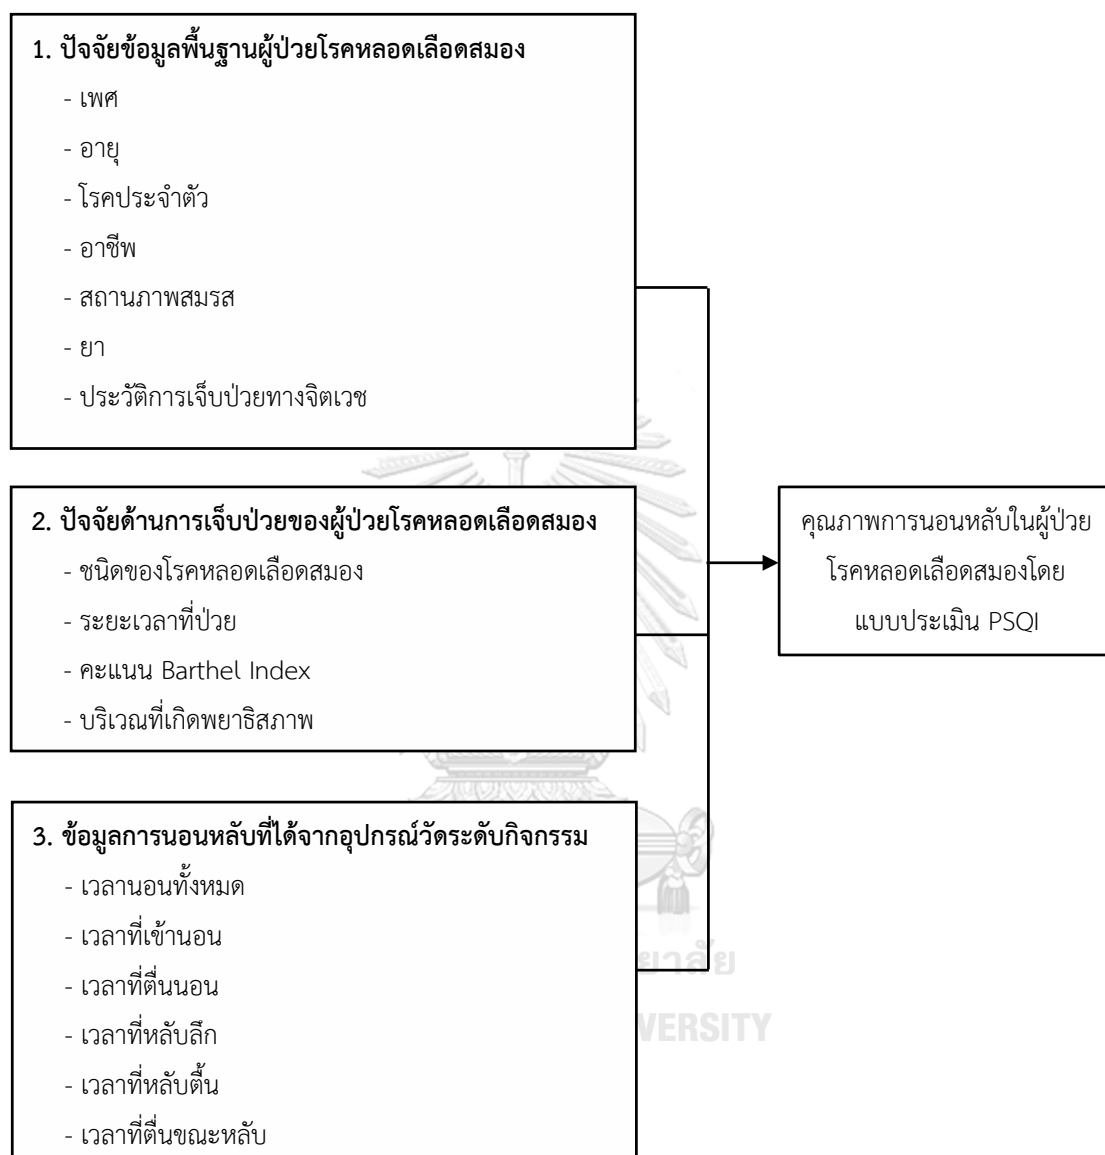 1. ปัจจัยข้อมูลพื้นฐานผู้ป่วยโรคหลอดเลือดสมอง
- เพศ
- อายุ
- โรคประจำตัว
- อาชีพ
- สถานภาพสมรส
- ยา
- ประวัติการเจ็บป่วยทางจิตเวช
2. ปัจจัยด้านการเจ็บป่วยของผู้ป่วยโรคหลอดเลือดสมอง
- ชนิดของโรคหลอดเลือดสมอง
- ระยะเวลาที่ป่วย
- คะแนน Barthel Index
- บริเวณที่เกิดพยาธิสภาพ
3. ข้อมูลการนอนหลับที่ได้จากอุปกรณ์วัดระดับกิจกรรม
- เวลานอนทั้งหมด
- เวลาที่เข้านอน
- เวลาที่ตื่นนอน
- เวลาที่หลับลึก
- เวลาที่หลับตื้น
- เวลาที่ตื่นขณะหลับ
คุณภาพการนอนหลับในผู้ป่วย
โรคหลอดเลือดสมองโดย
แบบประเมิน PSQI
ยาลัย
VERSITY